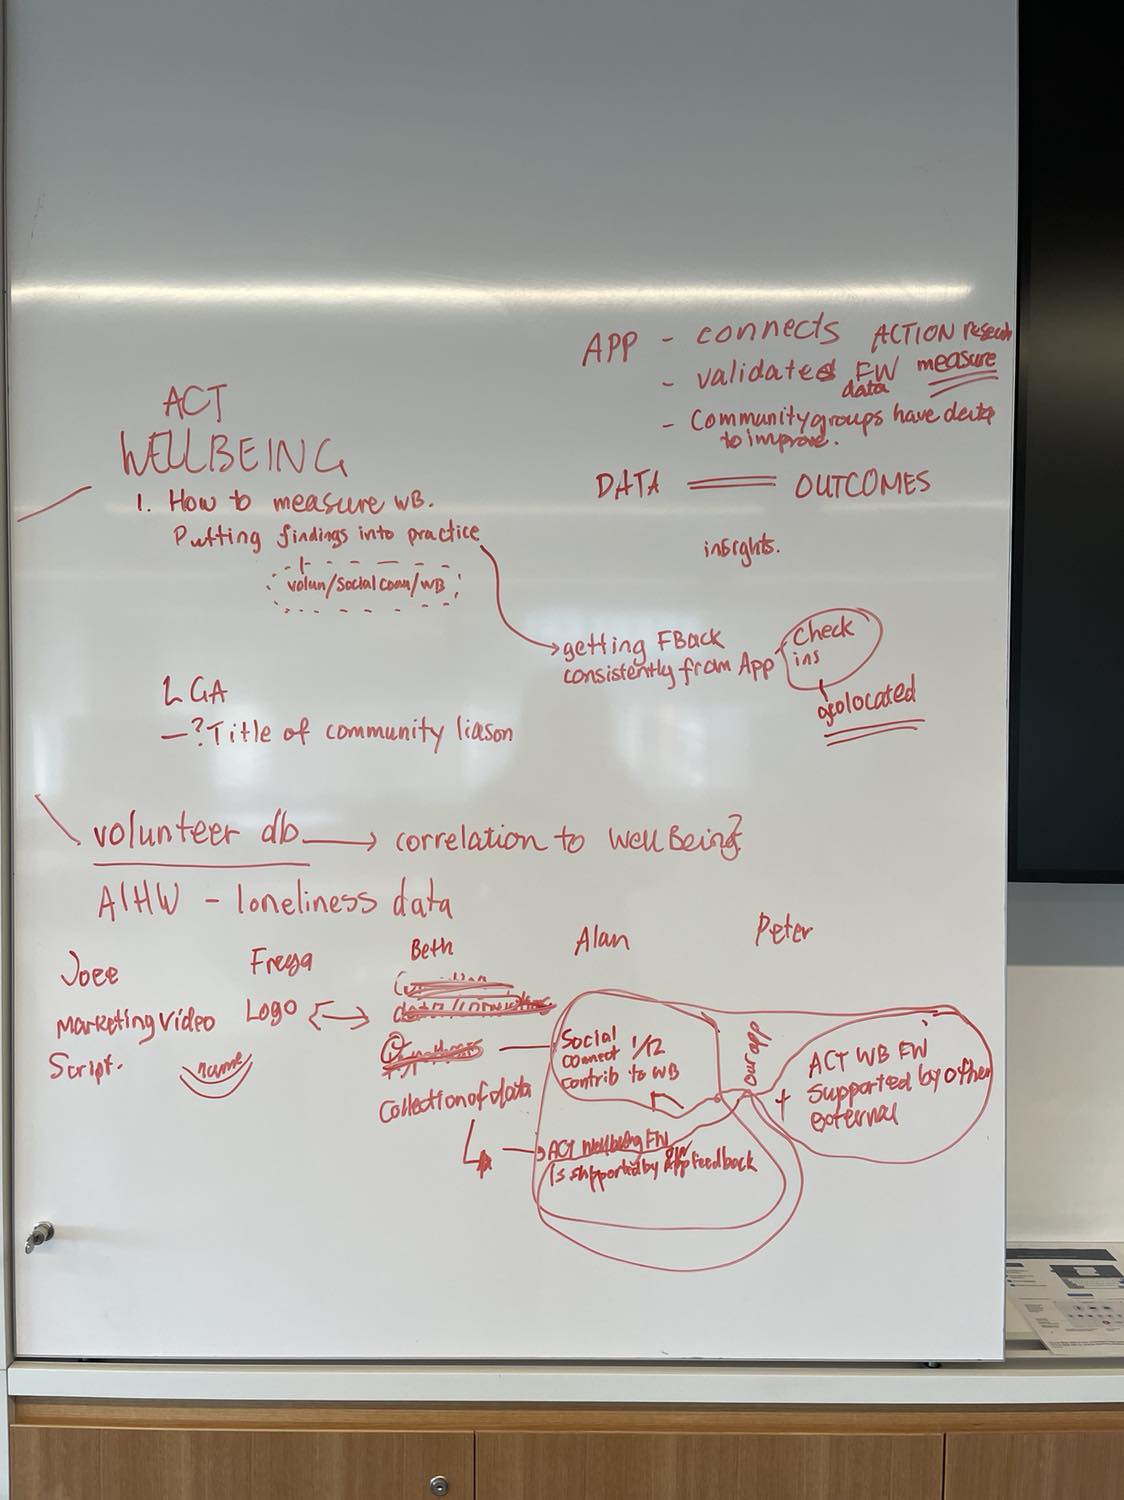 APP - connects ACTION research
- validates FW measure
data
- Community groups have data
to improve.
DATA OUTCOMES
insights.
ACT
WELLBEING
1. How to measure WB.
Putting findings into practice
volun/social conn/WB
getting FBack
consistently from App
Check
ins
geolocated
LGA
- ? Title of community liason
volunteer db → correlation to WellBeing?
AIHW - loneliness data
Joee
Marketing Video
Script.
Freya
Logo
name
Beth
Collection of data
Alan
Social
connect 1/12
contrib to WB
ACT Wellbeing FW
is supported by App feedback
our app
Peter
+ ACT WB FW
supported by other
external